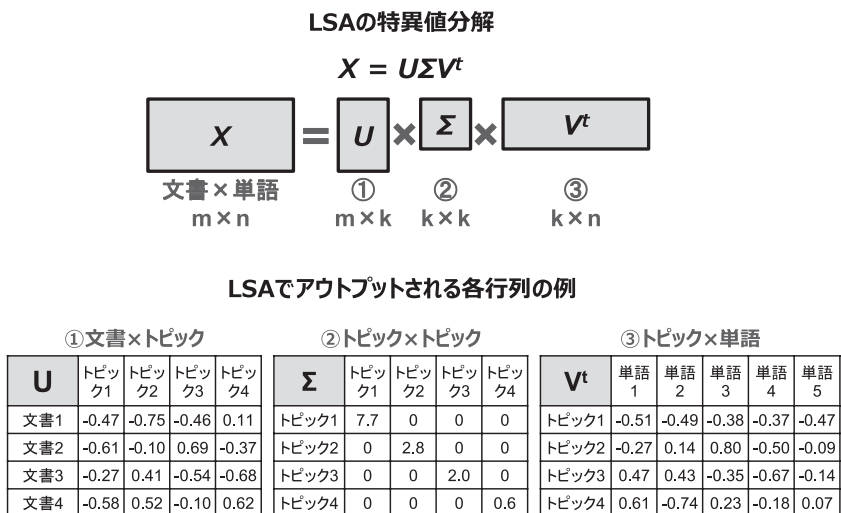 LSAの特異値分解
X = UΣVᵗ
X = U × Σ × Vᵗ
文書×単語 ① ② ③
m×n m×k k×k k×n
LSAでアウトプットされる各行列の例
①文書×トピック ②トピック×トピック ③トピック×単語
U トピック1 トピック2 トピック3 トピック4 Σ トピック1 トピック2 トピック3 トピック4 Vᵗ 単語1 単語2 単語3 単語4 単語5
文書1 -0.47 -0.75 -0.46 0.11 トピック1 7.7 0 0 0 トピック1 -0.51 -0.49 -0.38 -0.37 -0.47
文書2 -0.61 -0.10 0.69 -0.37 トピック2 0 2.8 0 0 トピック2 -0.27 0.14 0.80 -0.50 -0.09
文書3 -0.27 0.41 -0.54 -0.68 トピック3 0 0 2.0 0 トピック3 0.47 0.43 -0.35 -0.67 -0.14
文書4 -0.58 0.52 -0.10 0.62 トピック4 0 0 0 0.6 トピック4 0.61 -0.74 0.23 -0.18 0.07